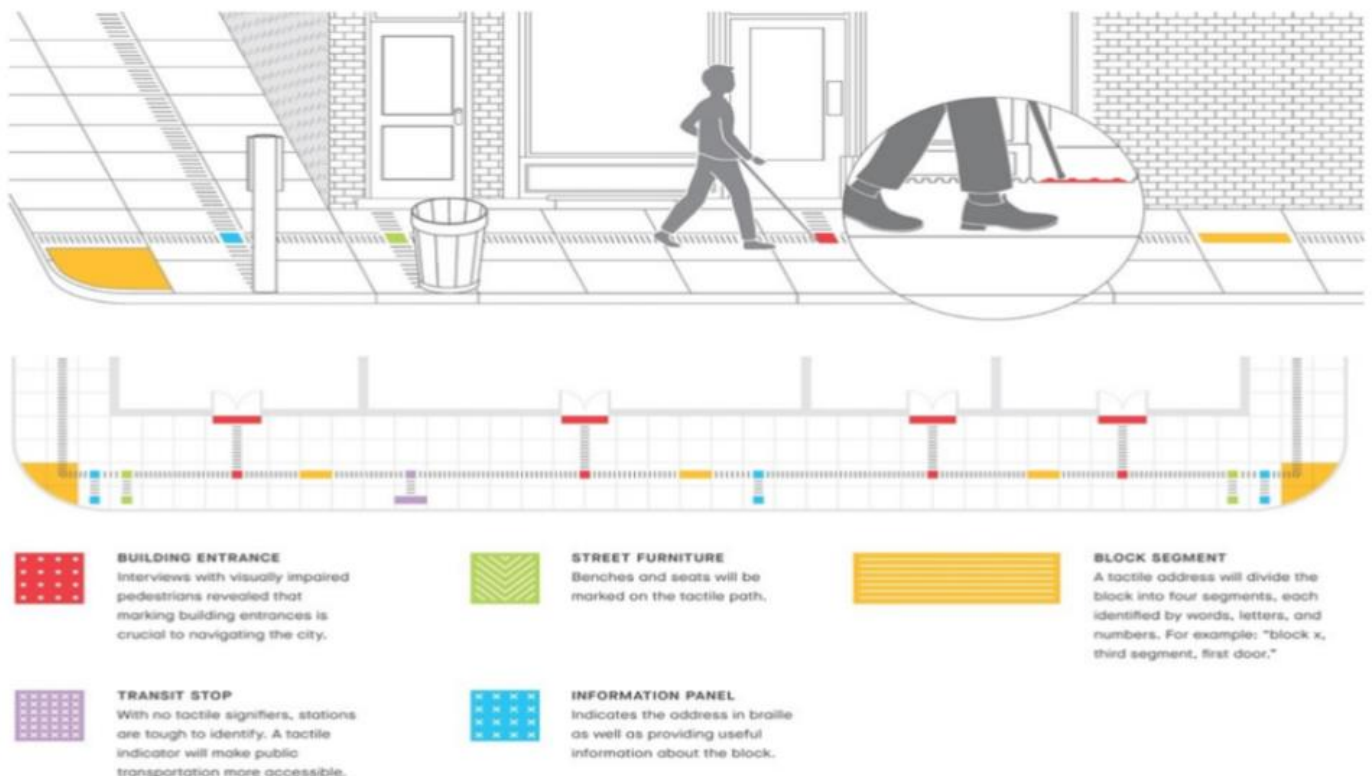 BUILDING ENTRANCE
Interviews with visually impaired
pedestrians revealed that
marking building entrances is
crucial to navigating the city.
STREET FURNITURE
Benches and seats will be
marked on the tactile path.
BLOCK SEGMENT
A tactile address will divide the
block into four segments, each
identified by words, letters, and
numbers. For example: "block x,
third segment, first door."
TRANSIT STOP
With no tactile signifiers, stations
are tough to identify. A tactile
indicator will make public
transportation more accessible.
INFORMATION PANEL
Indicates the address in braille
as well as providing useful
information about the block.